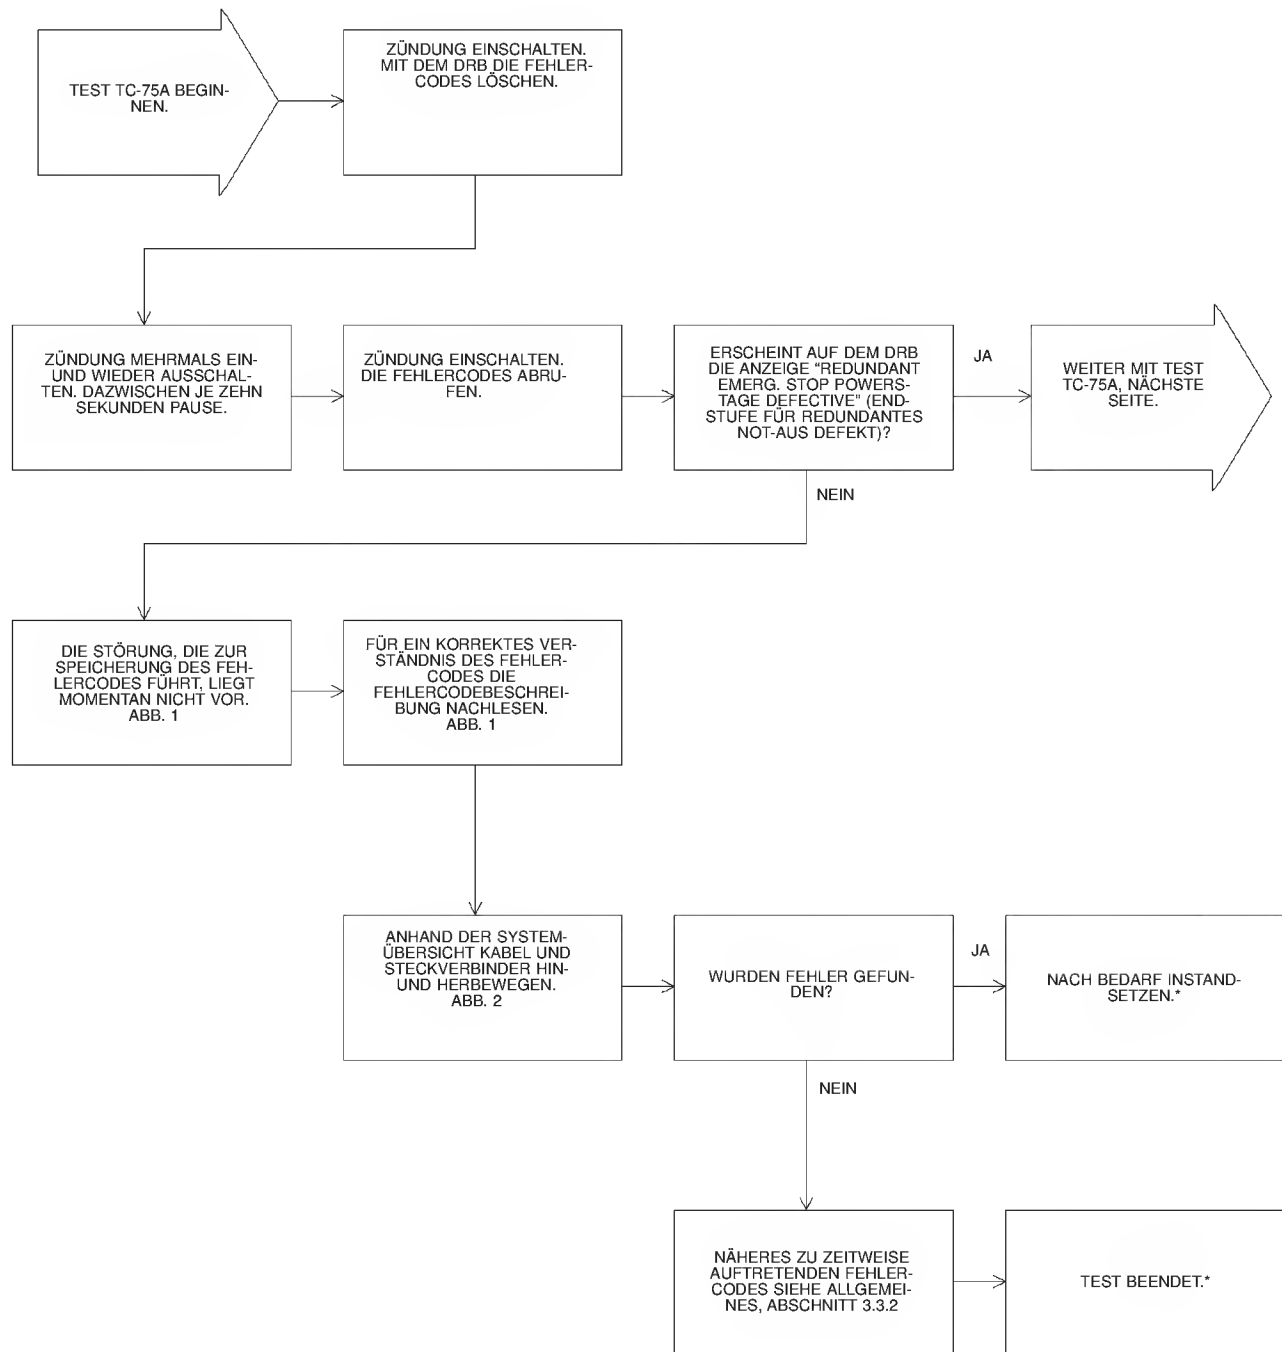 TEST TC-75A BEGIN-
NEN.
ZÜNDUNG EINSCHALTEN.
MIT DEM DRB DIE FEHLER-
CODES LÖSCHEN.
ZÜNDUNG MEHRMALS EIN-
UND WIEDER AUSSCHAL-
TEN. DAZWISCHEN JE ZEHN
SEKUNDEN PAUSE.
ZÜNDUNG EINSCHALTEN.
DIE FEHLERCODES ABRU-
FEN.
ERSCHEINT AUF DEM DRB
DIE ANZEIGE “REDUNDANT
EMERG. STOP POWERS-
TAGE DEFECTIVE” (END-
STUFE FÜR REDUNDANTES
NOT-AUS DEFEKT)?
JA
WEITER MIT TEST
TC-75A, NÄCHSTE
SEITE.
NEIN
DIE STÖRUNG, DIE ZUR
SPEICHERUNG DES FEH-
LERCODES FÜHRT, LIEGT
MOMENTAN NICHT VOR.
ABB. 1
FÜR EIN KORREKTES VER-
STÄNDNIS DES FEHLER-
CODES DIE
FEHLERCODEBESCHREI-
BUNG NACHLESEN.
ABB. 1
ANHAND DER SYSTEM-
ÜBERSICHT KABEL UND
STECKVERBINDER HIN-
UND HERBEWEGEN.
ABB. 2
WURDEN FEHLER GEFUN-
DEN?
JA
NACH BEDARF INSTAND-
SETZEN.*
NEIN
NÄHERES ZU ZEITWEISE
AUFTRETENDEN FEHLER-
CODES SIEHE ALLGEMEI-
NES, ABSCHNITT 3.3.2
TEST BEENDET.*